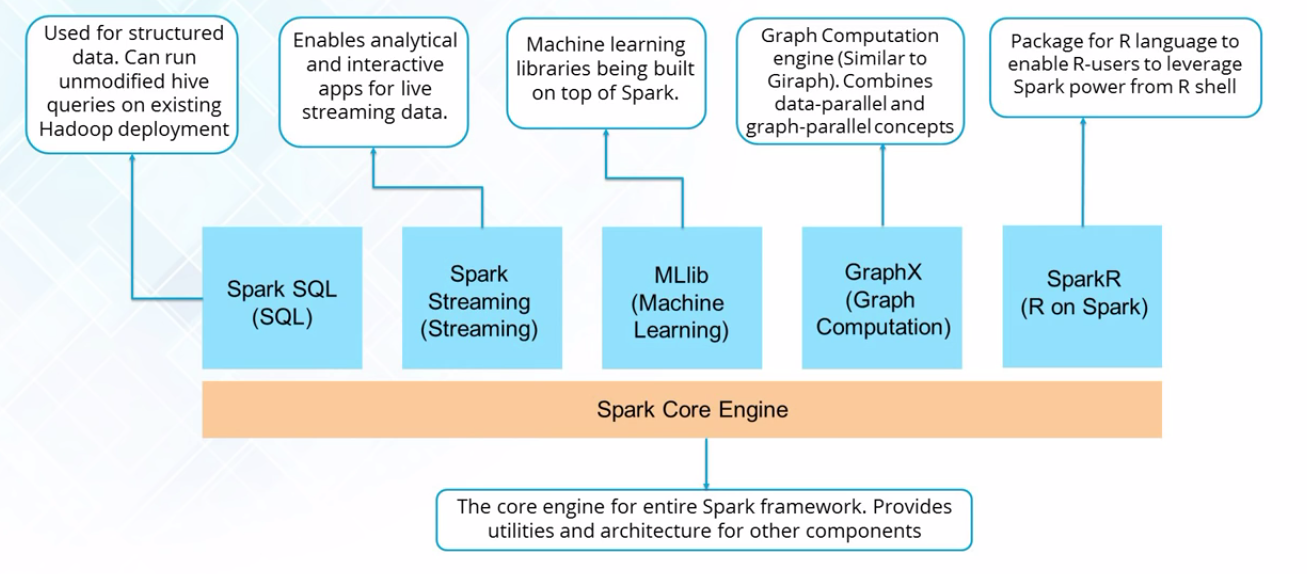 Used for structured
data. Can run
unmodified hive
queries on existing
Hadoop deployment
Enables analytical
and interactive
apps for live
streaming data.
Machine learning
libraries being built
on top of Spark.
Graph Computation
engine (Similar to
Giraph). Combines
data-parallel and
graph-parallel concepts
Package for R language to
enable R-users to leverage
Spark power from R shell
Spark SQL
(SQL)
Spark
Streaming
(Streaming)
MLlib
(Machine
Learning)
GraphX
(Graph
Computation)
SparkR
(R on Spark)
Spark Core Engine
The core engine for entire Spark framework. Provides
utilities and architecture for other components